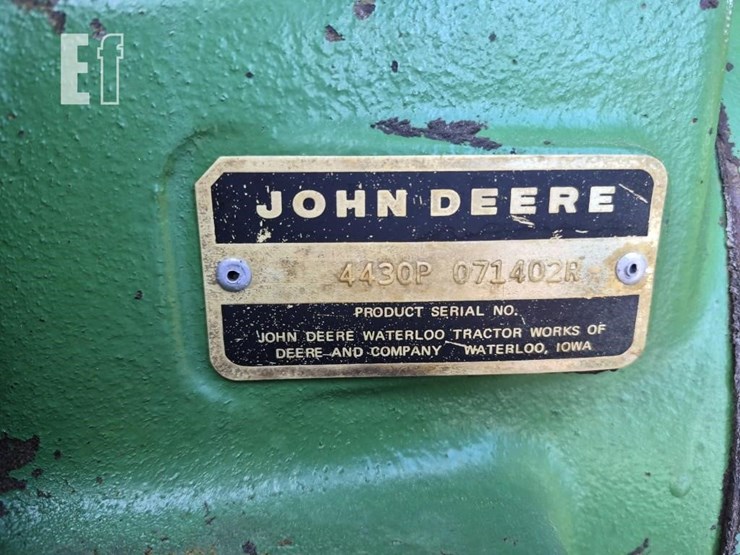 Ef
JOHN DEERE
4430P 071402R
PRODUCT SERIAL NO.
JOHN DEERE WATERLOO TRACTOR WORKS OF
DEERE AND COMPANY WATERLOO, IOWA